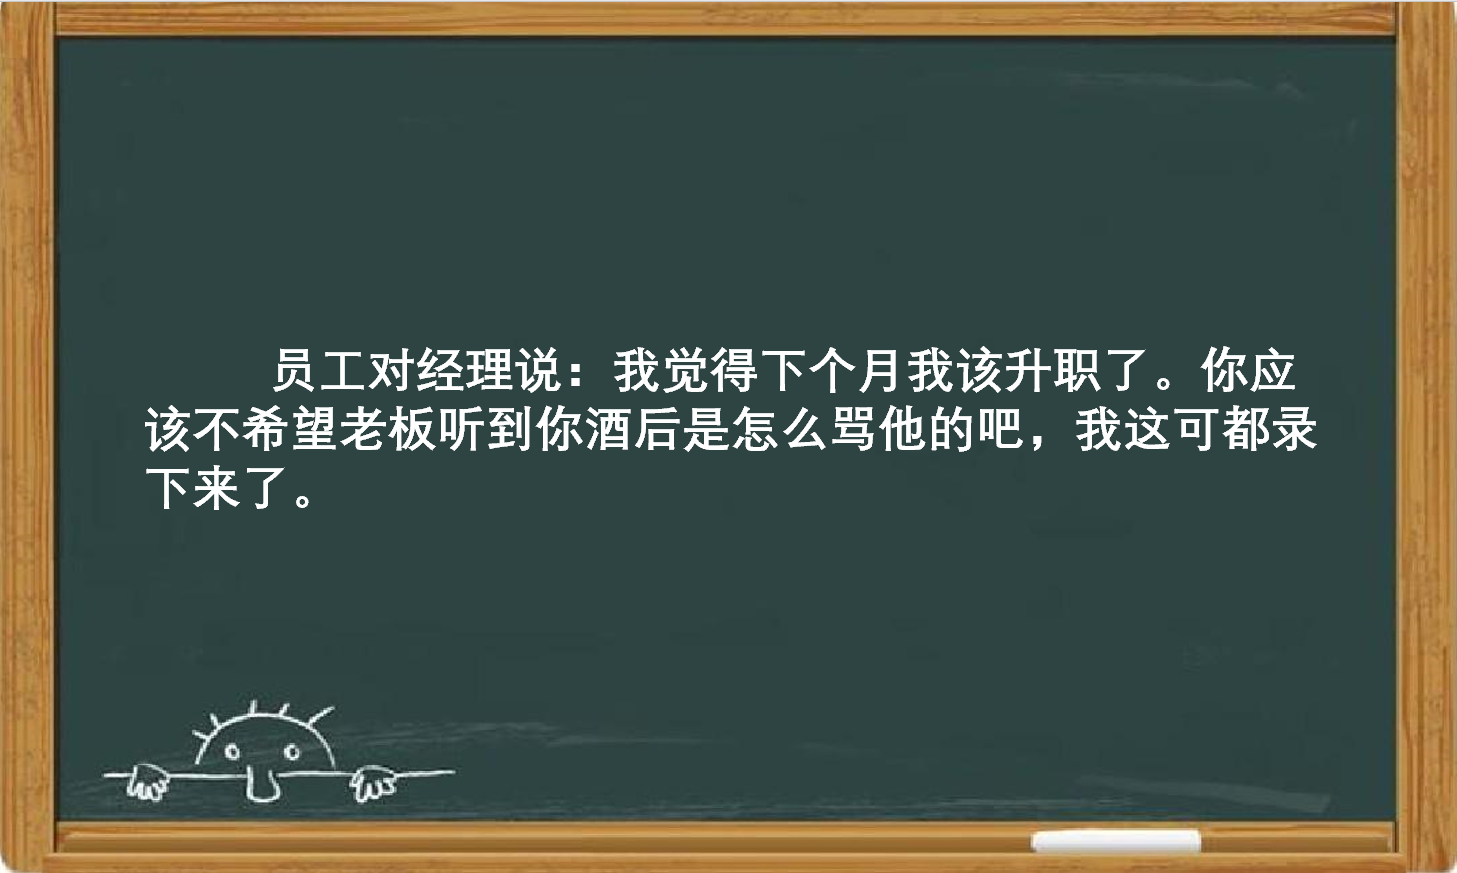 员工对经理说：我觉得下个月我该升职了。你应
该不希望老板听到你酒后是怎么骂他的吧，我这可都录
下来了。